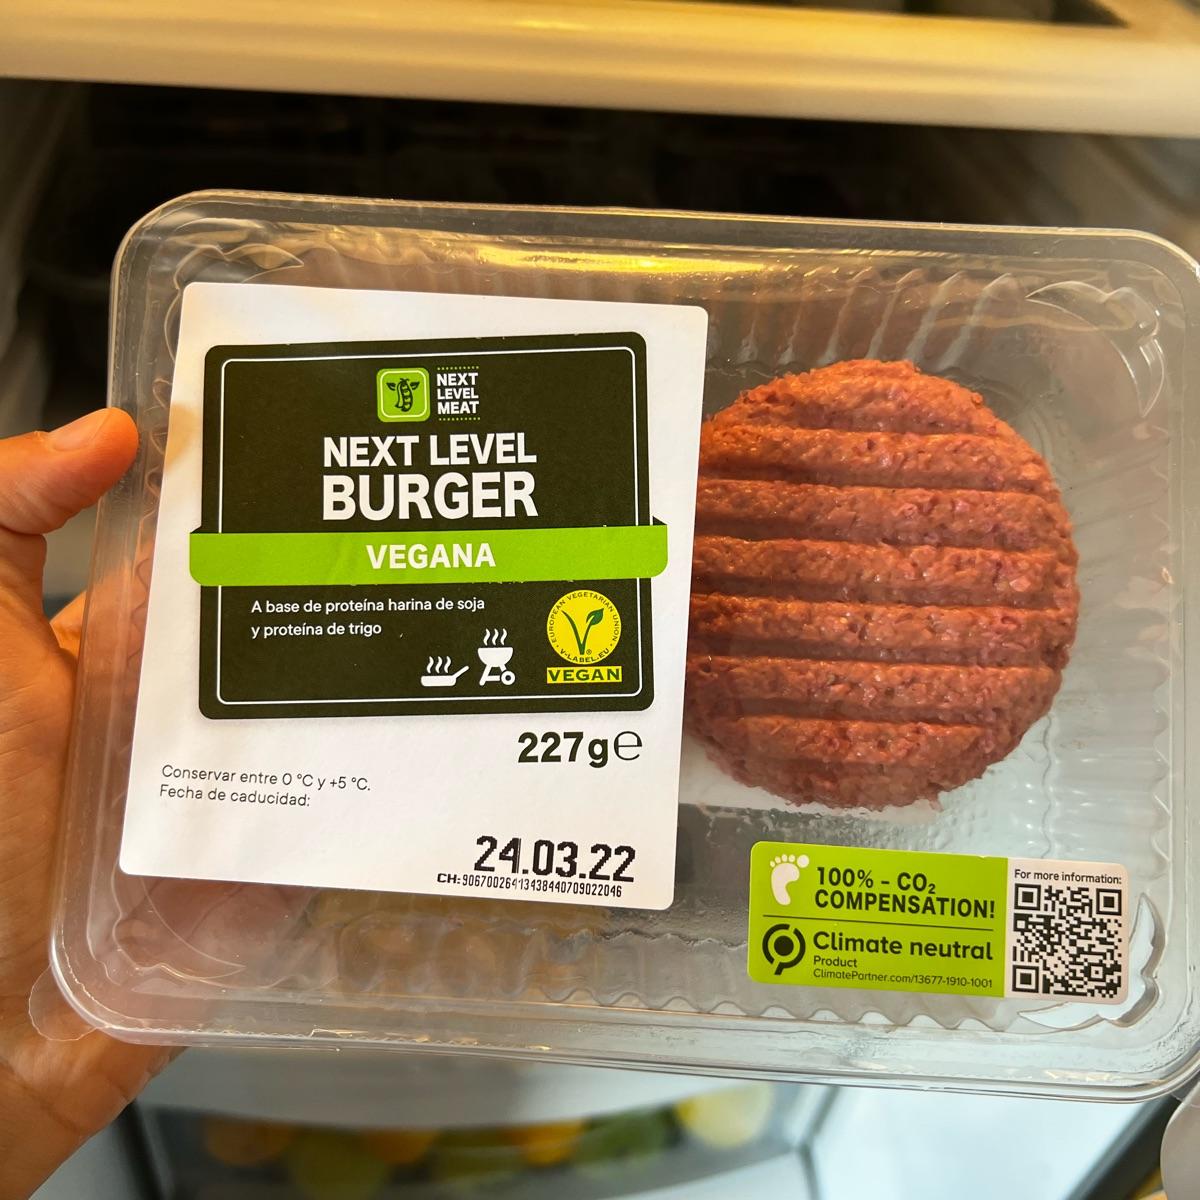 NEXT
LEVEL
MEAT
NEXT LEVEL
BURGER
VEGANA
A base de proteína harina de soja
y proteína de trigo
EUROPEAN VEGETARIAN UNION
V-LABEL.EU
VEGAN
227g℮
Conservar entre 0 °C y +5 °C.
Fecha de caducidad:
24.03.22
CH:90670026413438440709022046
100% - CO₂
COMPENSATION!
Climate neutral
Product
ClimatePartner.com/13677-1910-1001
For more information: